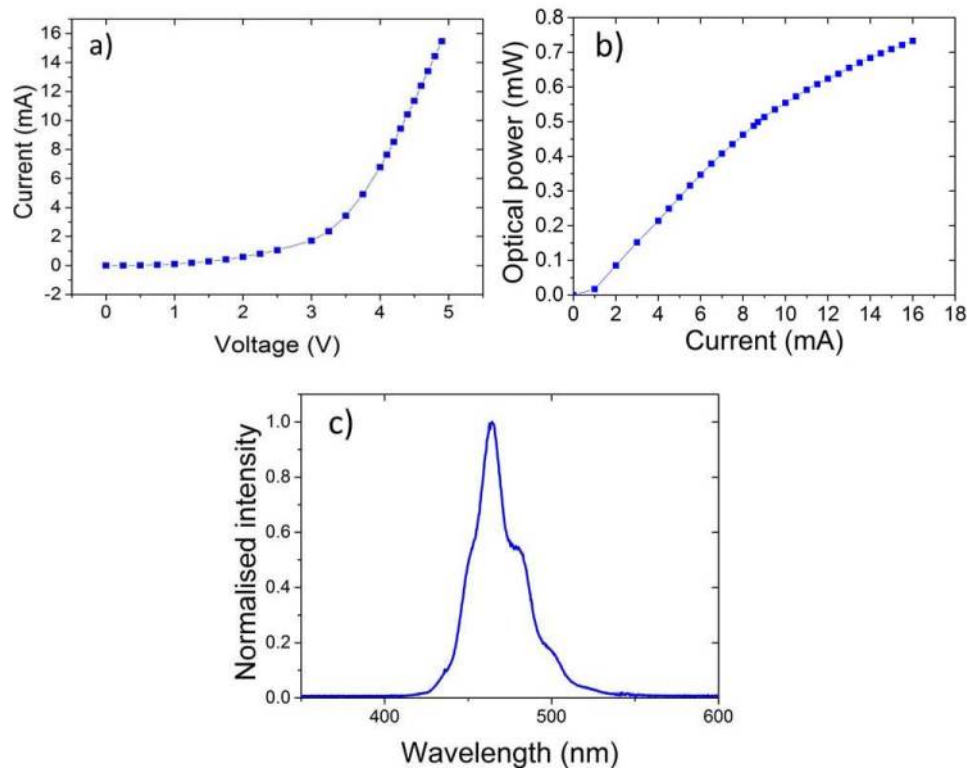 a)
16
14
12
10
8
6
4
2
0
-2
Current (mA)
0 1 2 3 4 5
Voltage (V)
b)
0.8
0.7
0.6
0.5
0.4
0.3
0.2
0.1
0.0
Optical power (mW)
0 2 4 6 8 10 12 14 16 18
Current (mA)
c)
1.0
0.8
0.6
0.4
0.2
0.0
Normalised intensity
400 500 600
Wavelength (nm)